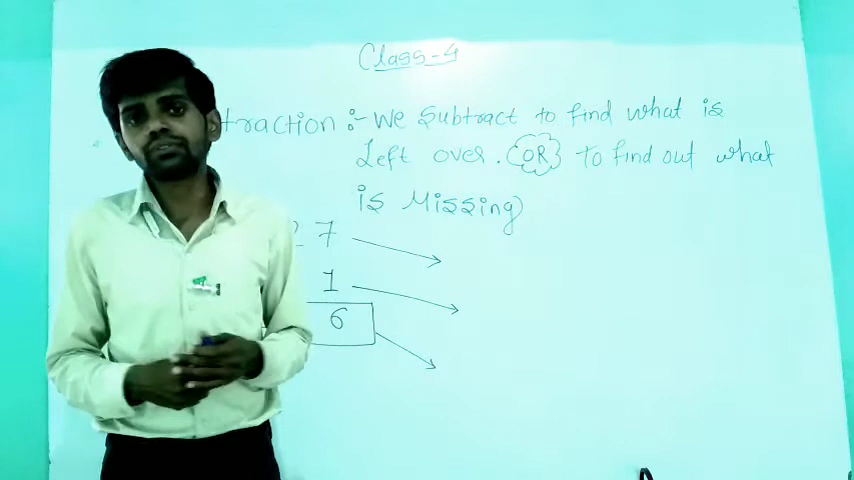 Class-4
traction :- We Subtract to find what is
Left over. (OR) to find out what
is Missing)
2 7
1
6